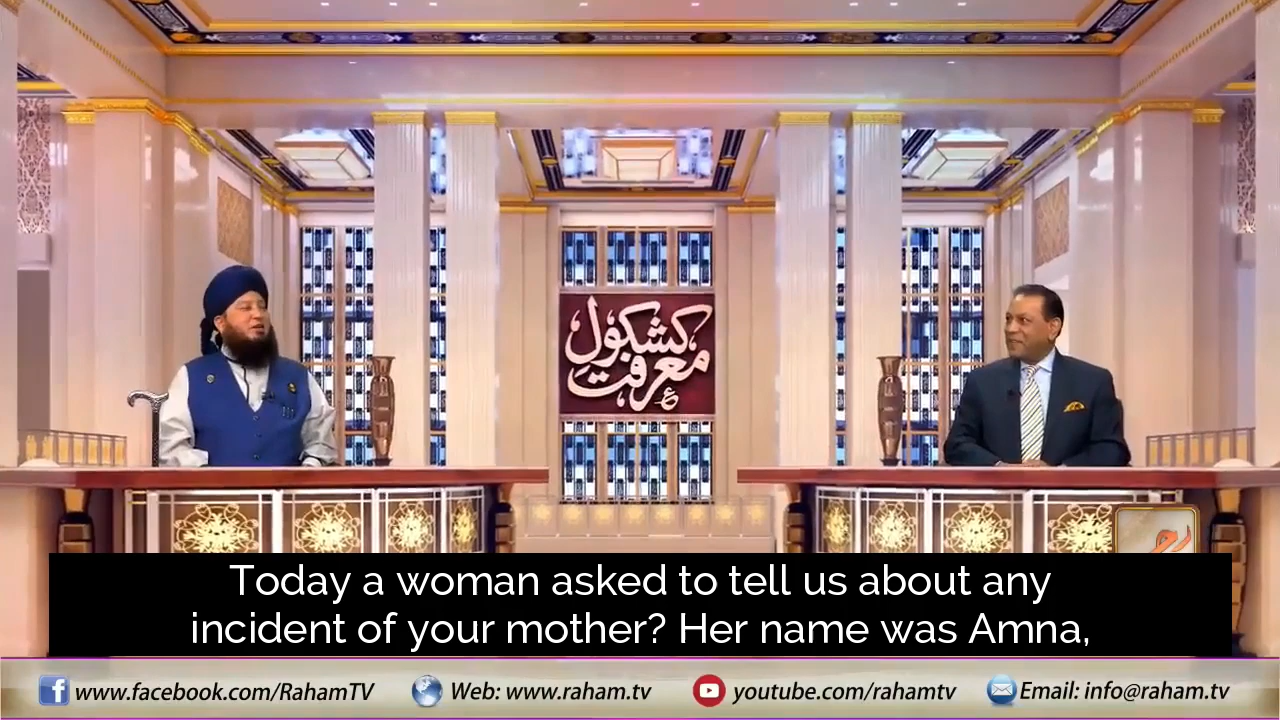 کشکولِ
معرفت
رحم
Today a woman asked to tell us about any
incident of your mother? Her name was Amna,
www.facebook.com/RahamTV Web: www.raham.tv youtube.com/rahamtv Email: info@raham.tv